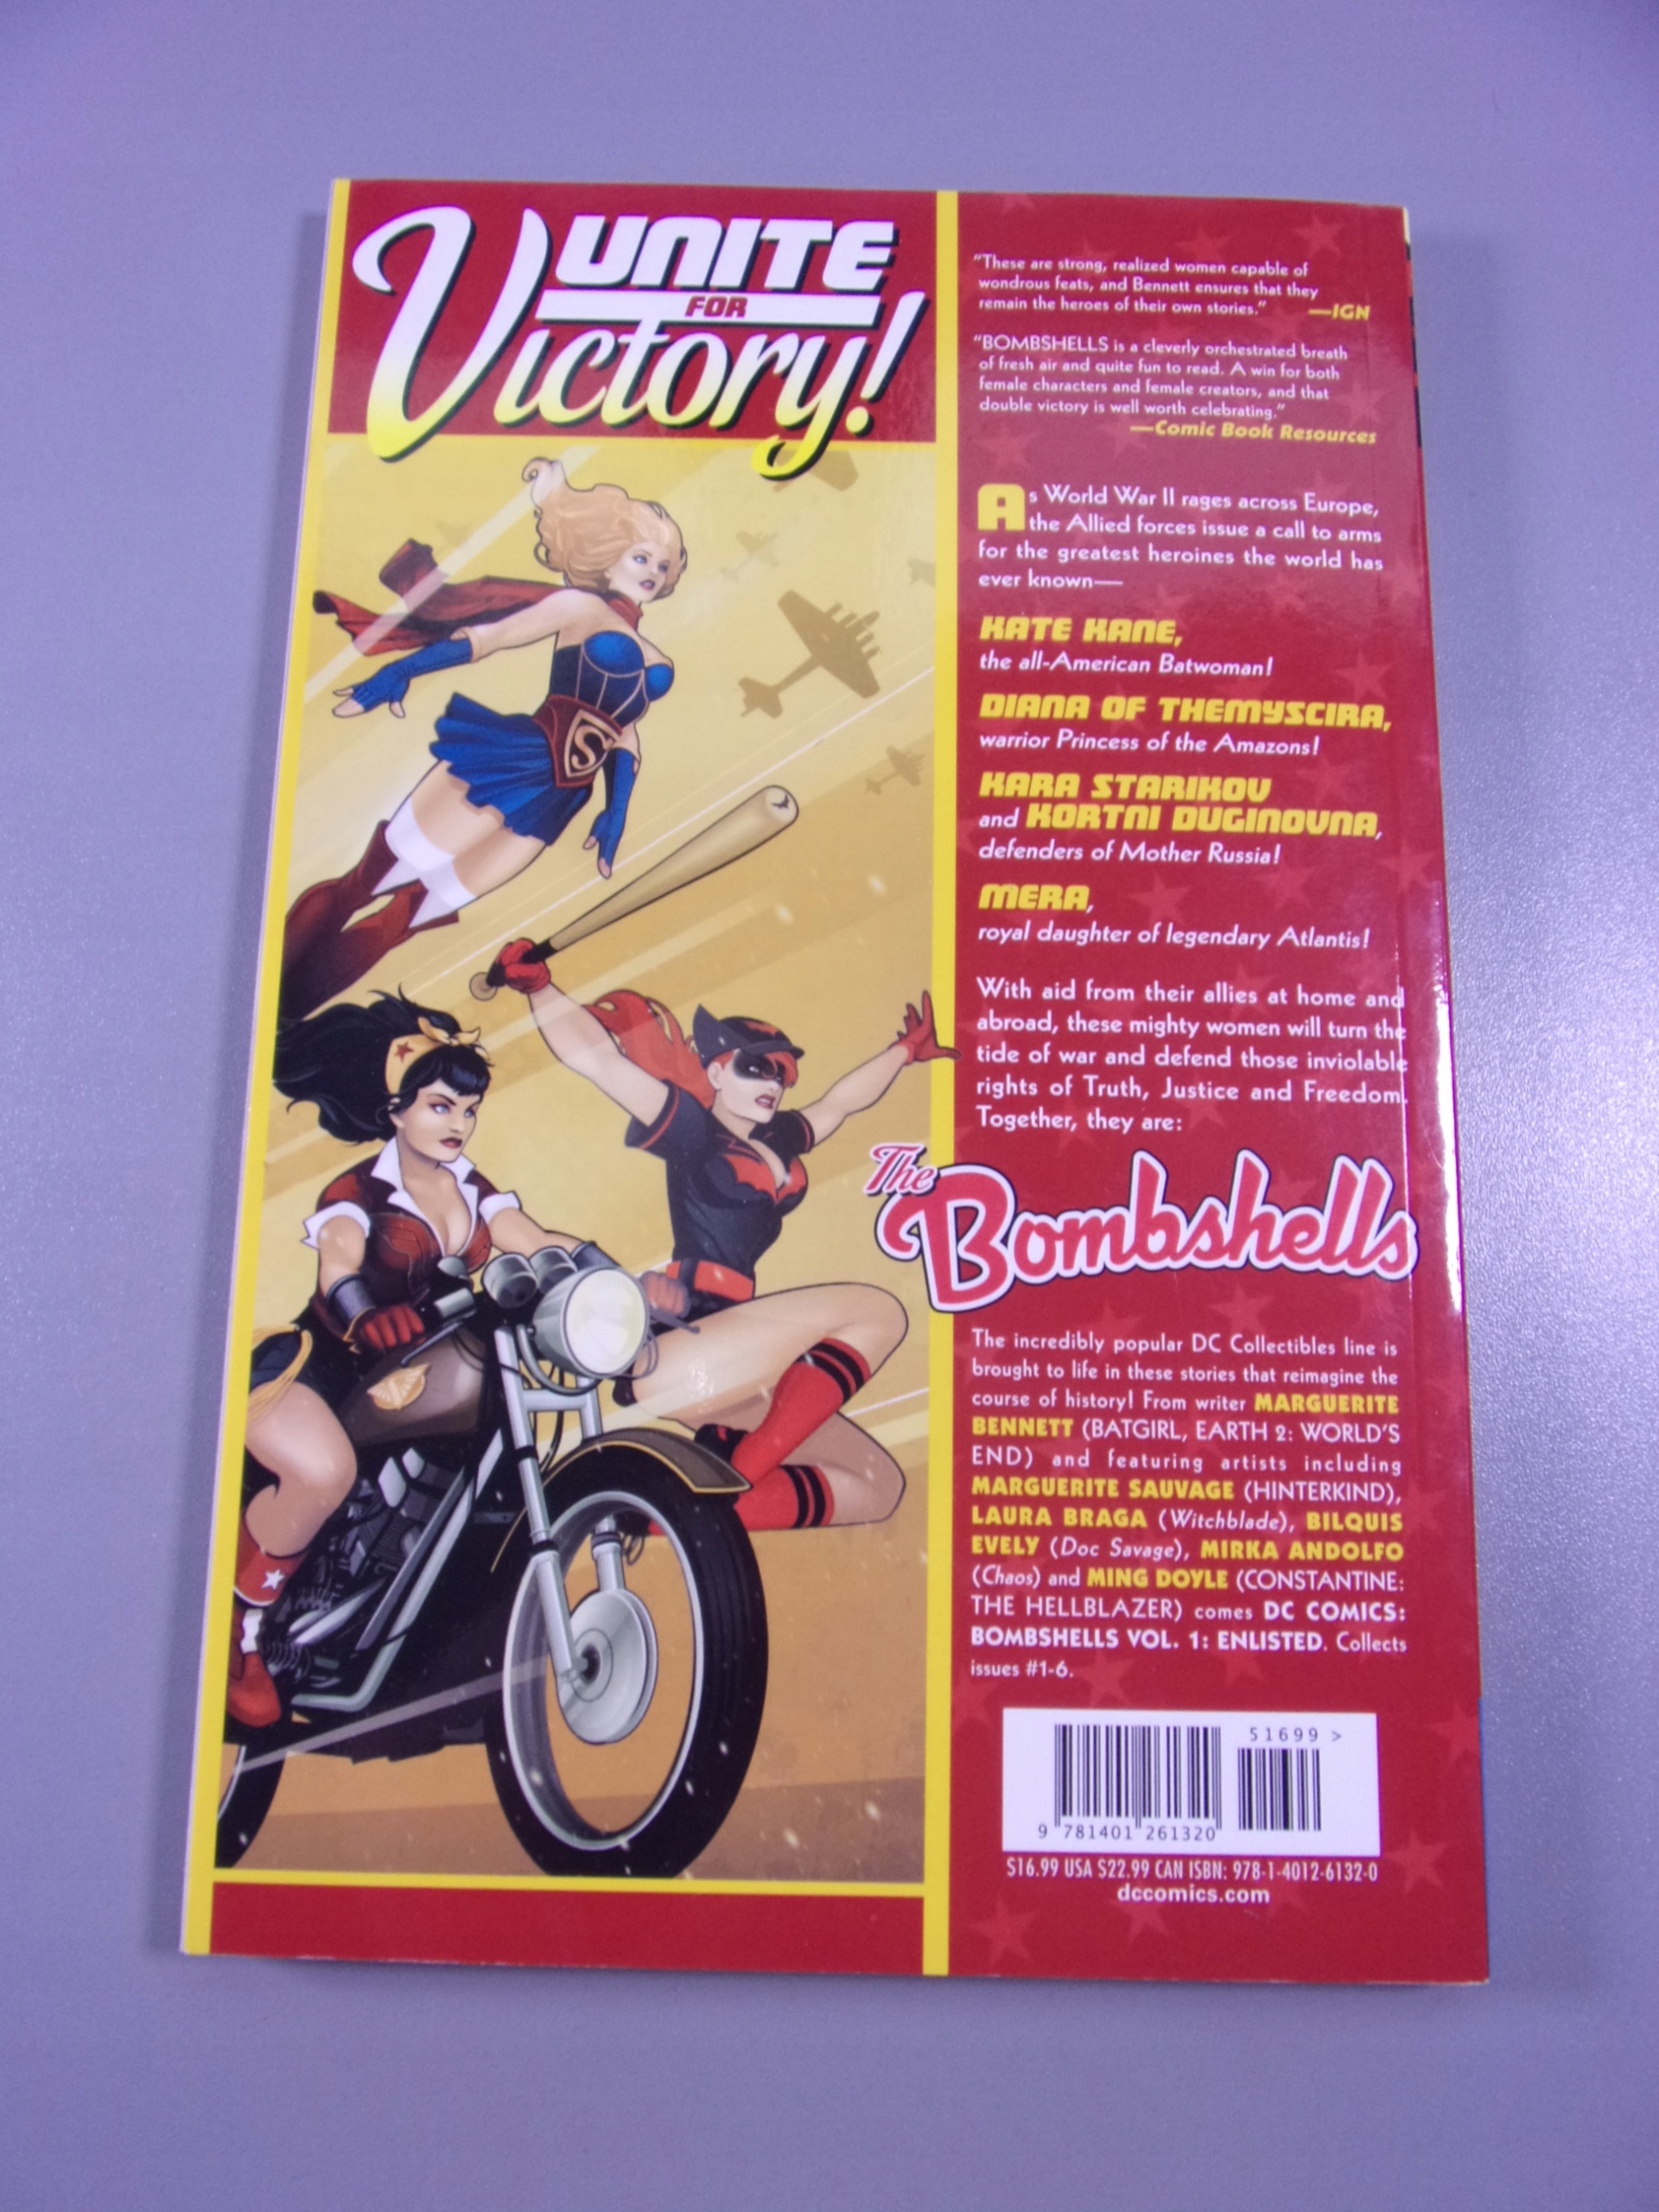 UNITE
FOR
Victory!
"These are strong, realized women capable of
wondrous feats, and Bennett ensures that they
remain the heroes of their own stories." —IGN
"BOMBSHELLS is a cleverly orchestrated breath
of fresh air and quite fun to read. A win for both
female characters and female creators, and that
double victory is well worth celebrating."
—Comic Book Resources
As World War II rages across Europe,
the Allied forces issue a call to arms
for the greatest heroines the world has
ever known—
KATE KANE,
the all-American Batwoman!
DIANA OF THEMYSCIRA,
warrior Princess of the Amazons!
KARA STARIKOV
and KORTNI DUGINOVNA,
defenders of Mother Russia!
MERA,
royal daughter of legendary Atlantis!
With aid from their allies at home and
abroad, these mighty women will turn the
tide of war and defend those inviolable
rights of Truth, Justice and Freedom.
Together, they are:
The
Bombshells
The incredibly popular DC Collectibles line is
brought to life in these stories that reimagine the
course of history! From writer MARGUERITE
BENNETT (BATGIRL, EARTH 2: WORLD'S
END) and featuring artists including
MARGUERITE SAUVAGE (HINTERKIND),
LAURA BRAGA (Witchblade), BILQUIS
EVELY (Doc Savage), MIRKA ANDOLFO
(Chaos) and MING DOYLE (CONSTANTINE:
THE HELLBLAZER) comes DC COMICS:
BOMBSHELLS VOL. 1: ENLISTED. Collects
issues #1-6.
51699 >
9 781401 261320
$16.99 USA $22.99 CAN ISBN: 978-1-4012-6132-0
dccomics.com
S